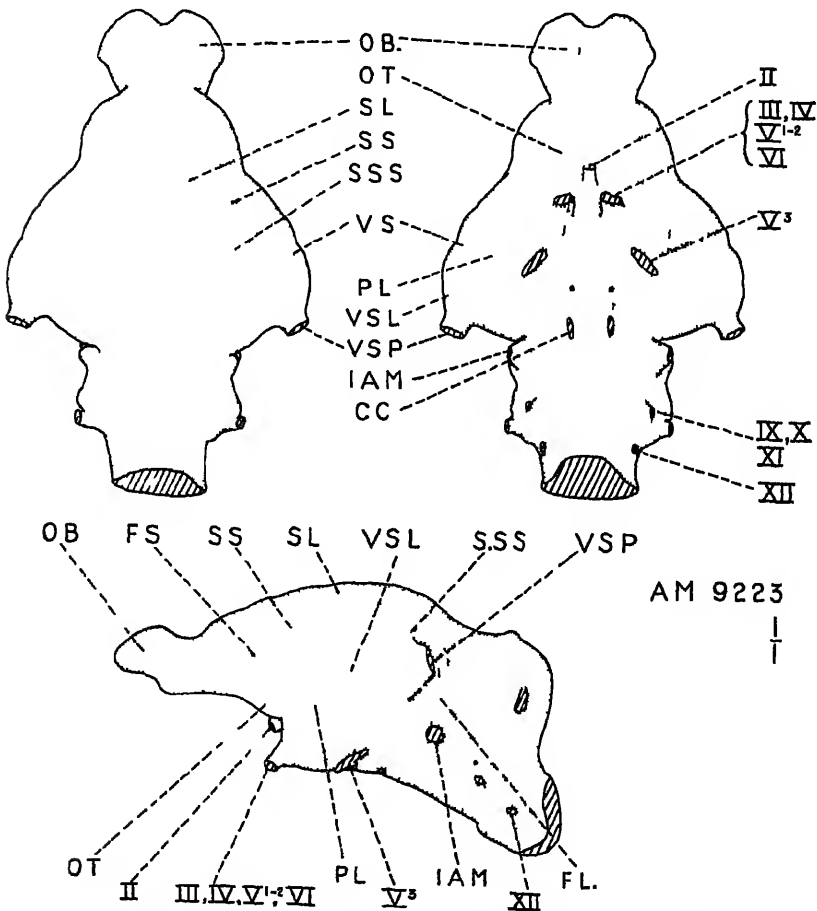 OB.
OT
SL
SS
SSS
VS
PL
VSL
VSP
IAM
CC
II
III, IV
V¹⁻²
VI
V³
IX, X
XI
XII
OB FS SS SL VSL S.SS VSP
AM 9223
1
1
OT II III, IV, V¹⁻², VI PL V³ IAM XII FL.